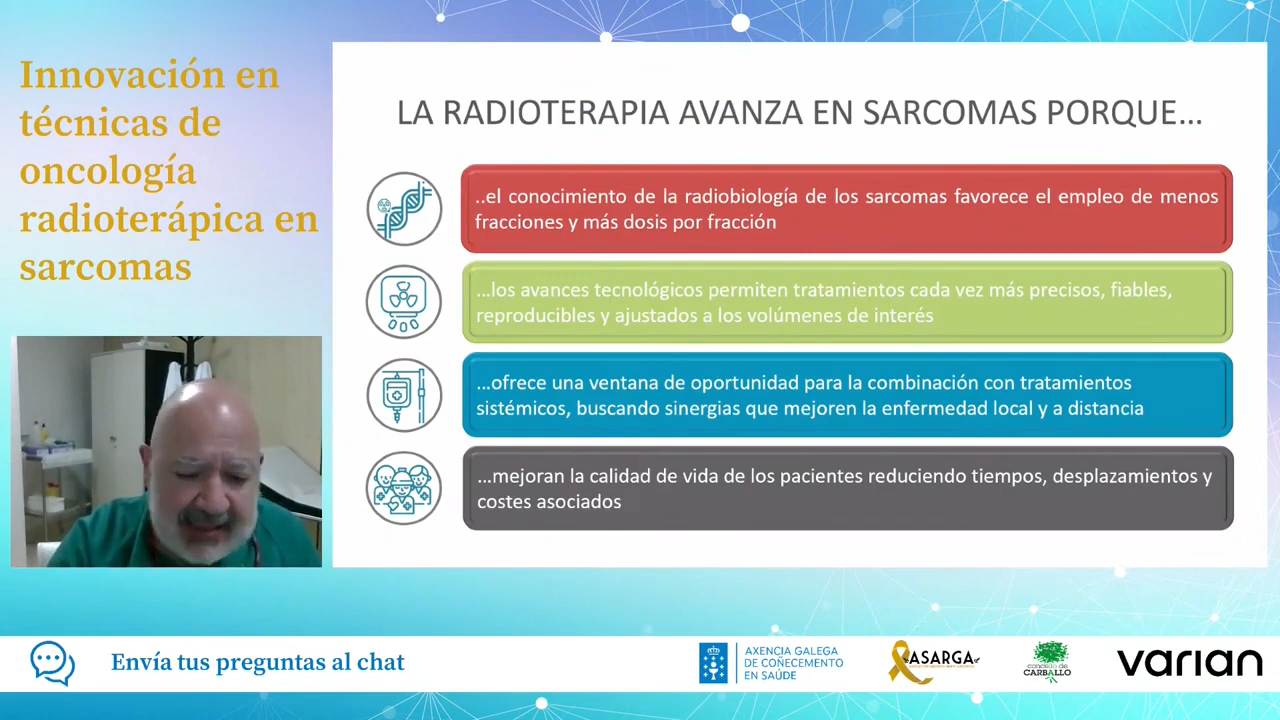 Innovación en
técnicas de
oncología
radioterápica en
sarcomas
LA RADIOTERAPIA AVANZA EN SARCOMAS PORQUE...
..el conocimiento de la radiobiología de los sarcomas favorece el empleo de menos
fracciones y más dosis por fracción
...los avances tecnológicos permiten tratamientos cada vez más precisos, fiables,
reproducibles y ajustados a los volúmenes de interés
...ofrece una ventana de oportunidad para la combinación con tratamientos
sistémicos, buscando sinergias que mejoren la enfermedad local y a distancia
...mejoran la calidad de vida de los pacientes reduciendo tiempos, desplazamientos y
costes asociados
Envía tus preguntas al chat
AXENCIA GALEGA
DE COÑECEMENTO
EN SAÚDE
ASARGA
concello de
CARBALLO
varian